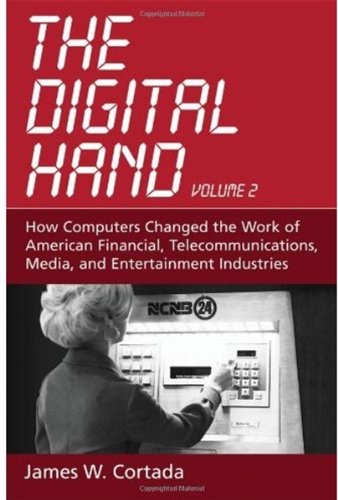 THE
DIGITAL
HAND VOLUME 2
How Computers Changed the Work of
American Financial, Telecommunications,
Media, and Entertainment Industries
NCNB 24
James W. Cortada